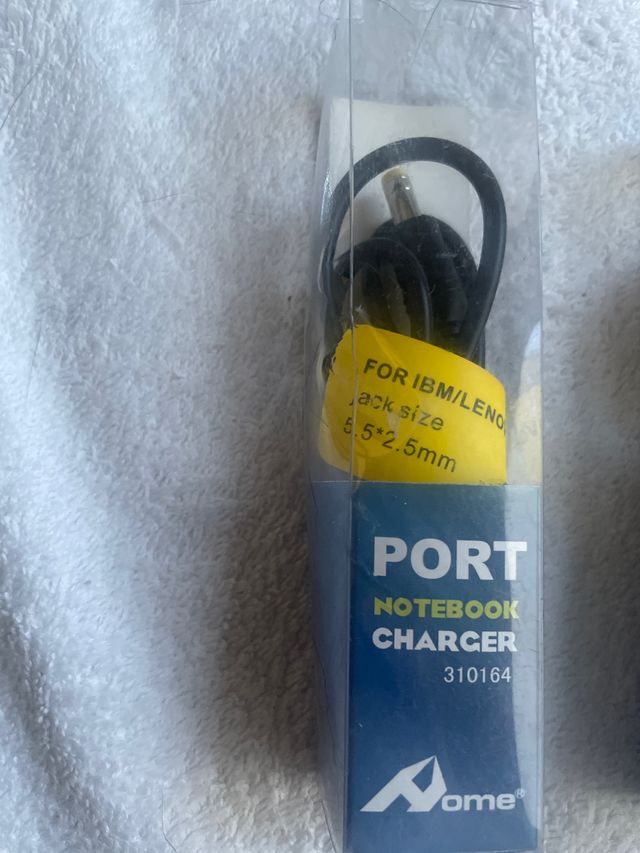 FOR IBM/LENO
Jack size
5.5*2.5mm
PORT
NOTEBOOK
CHARGER
310164
Home®